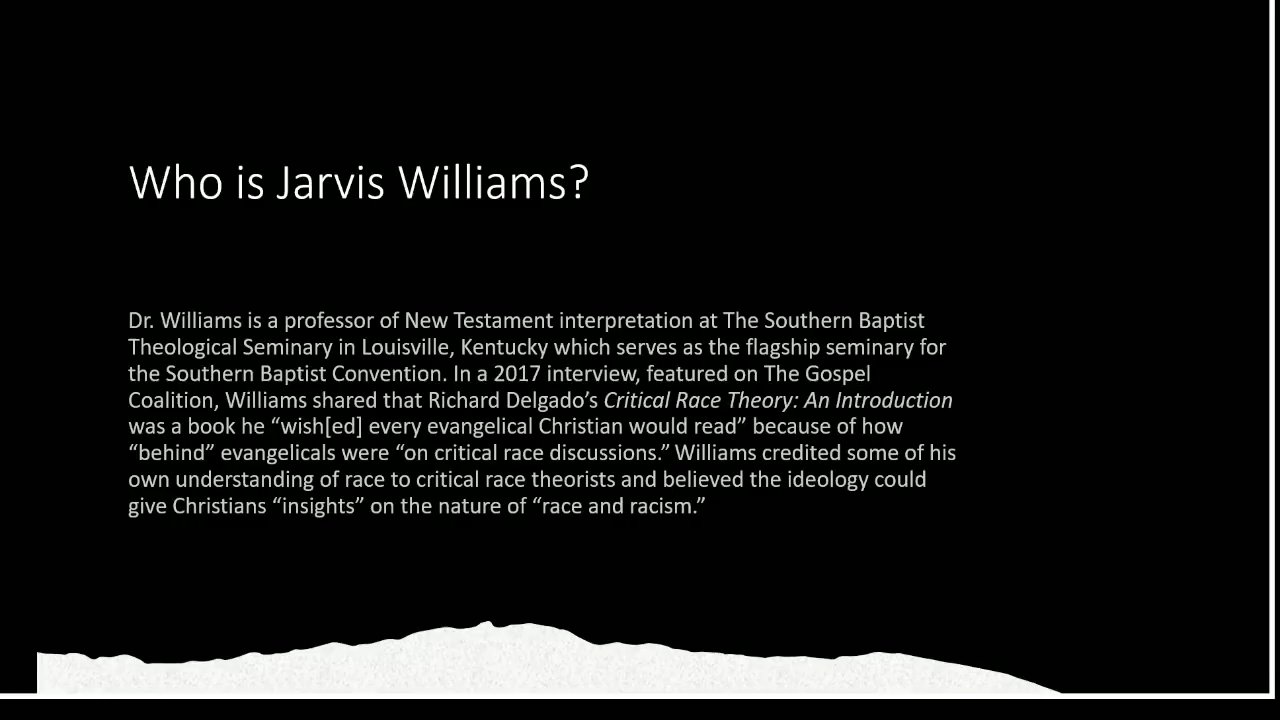 Who is Jarvis Williams?
Dr. Williams is a professor of New Testament interpretation at The Southern Baptist
Theological Seminary in Louisville, Kentucky which serves as the flagship seminary for
the Southern Baptist Convention. In a 2017 interview, featured on The Gospel
Coalition, Williams shared that Richard Delgado’s Critical Race Theory: An Introduction
was a book he “wish[ed] every evangelical Christian would read” because of how
“behind” evangelicals were “on critical race discussions.” Williams credited some of his
own understanding of race to critical race theorists and believed the ideology could
give Christians “insights” on the nature of “race and racism.”